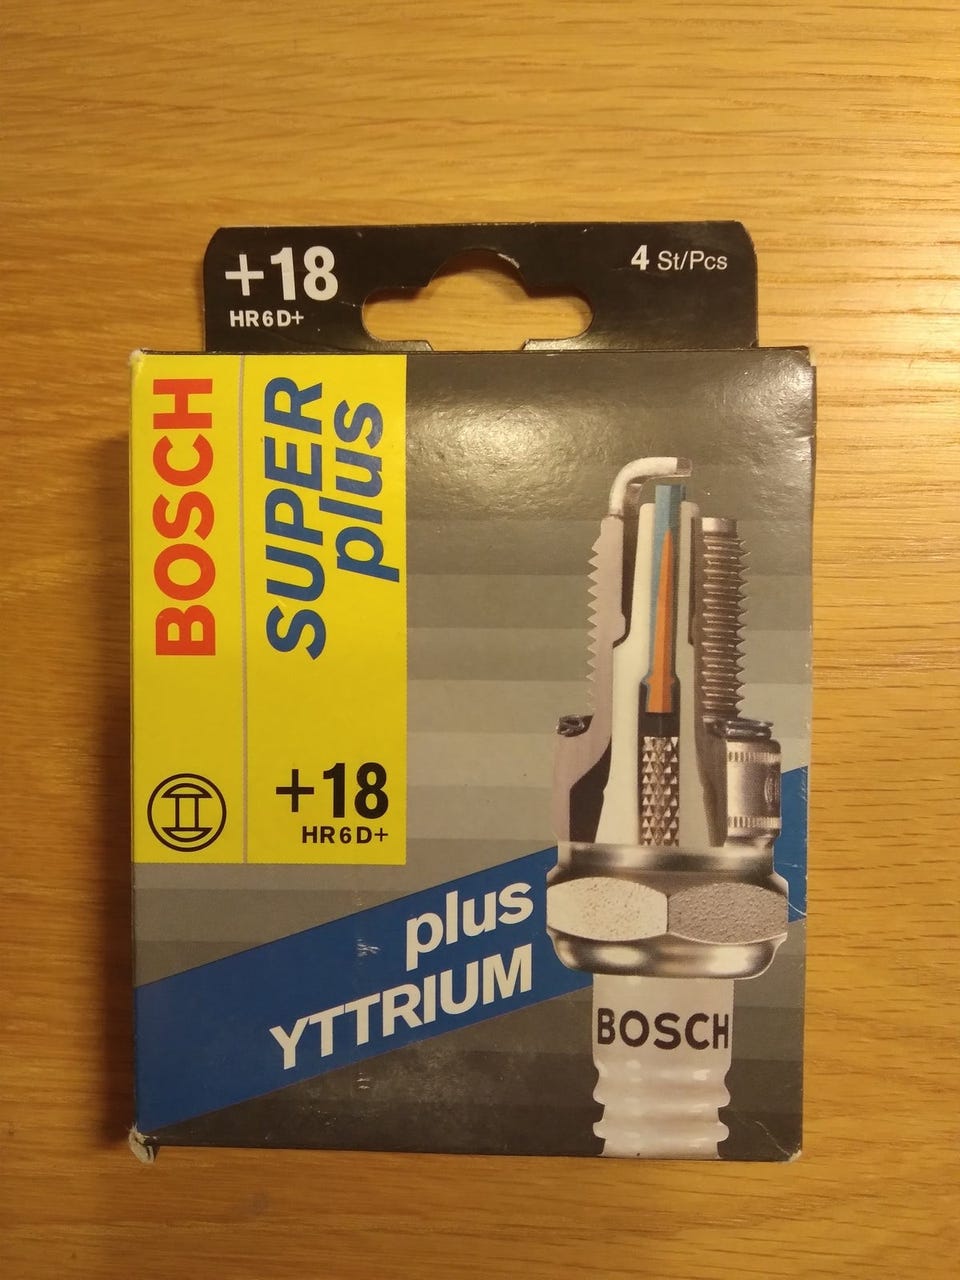 +18
HR6D+
4 St/Pcs
BOSCH
SUPER
plus
+18
HR6D+
plus
YTTRIUM
BOSCH